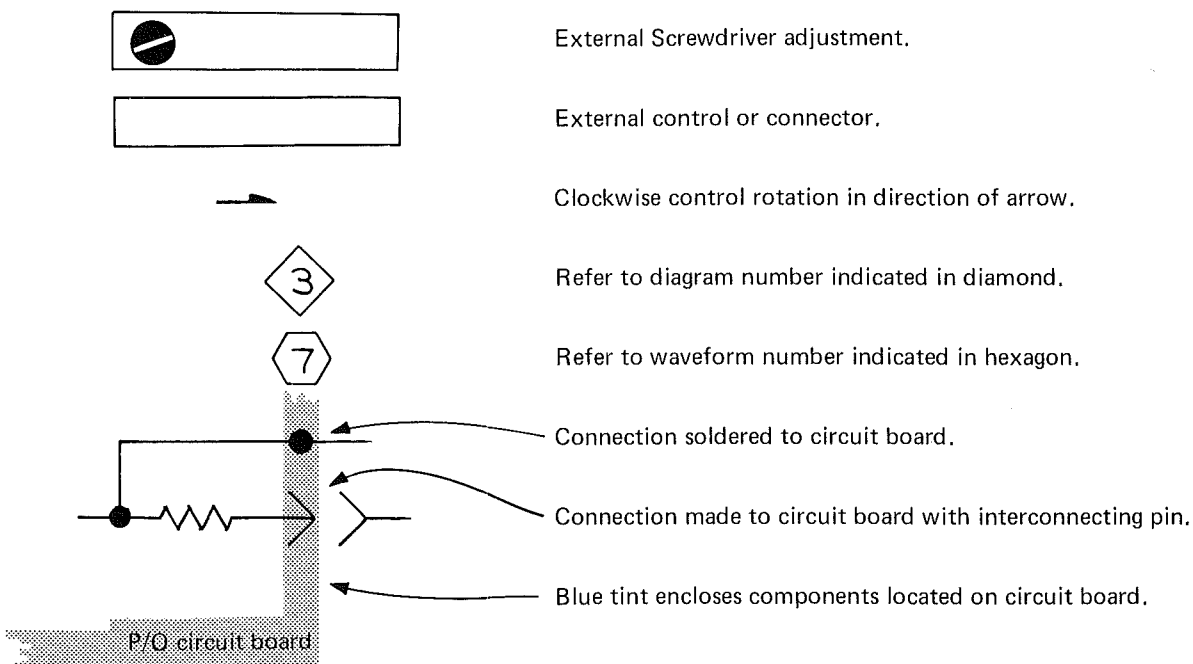 External Screwdriver adjustment.
External control or connector.
Clockwise control rotation in direction of arrow.
3
Refer to diagram number indicated in diamond.
7
Refer to waveform number indicated in hexagon.
Connection soldered to circuit board.
Connection made to circuit board with interconnecting pin.
Blue tint encloses components located on circuit board.
P/O circuit board